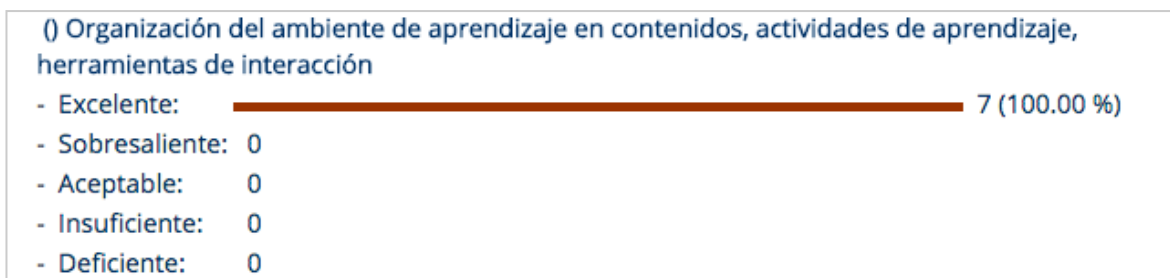 () Organización del ambiente de aprendizaje en contenidos, actividades de aprendizaje,
herramientas de interacción
- Excelente: 7 (100.00 %)
- Sobresaliente: 0
- Aceptable: 0
- Insuficiente: 0
- Deficiente: 0